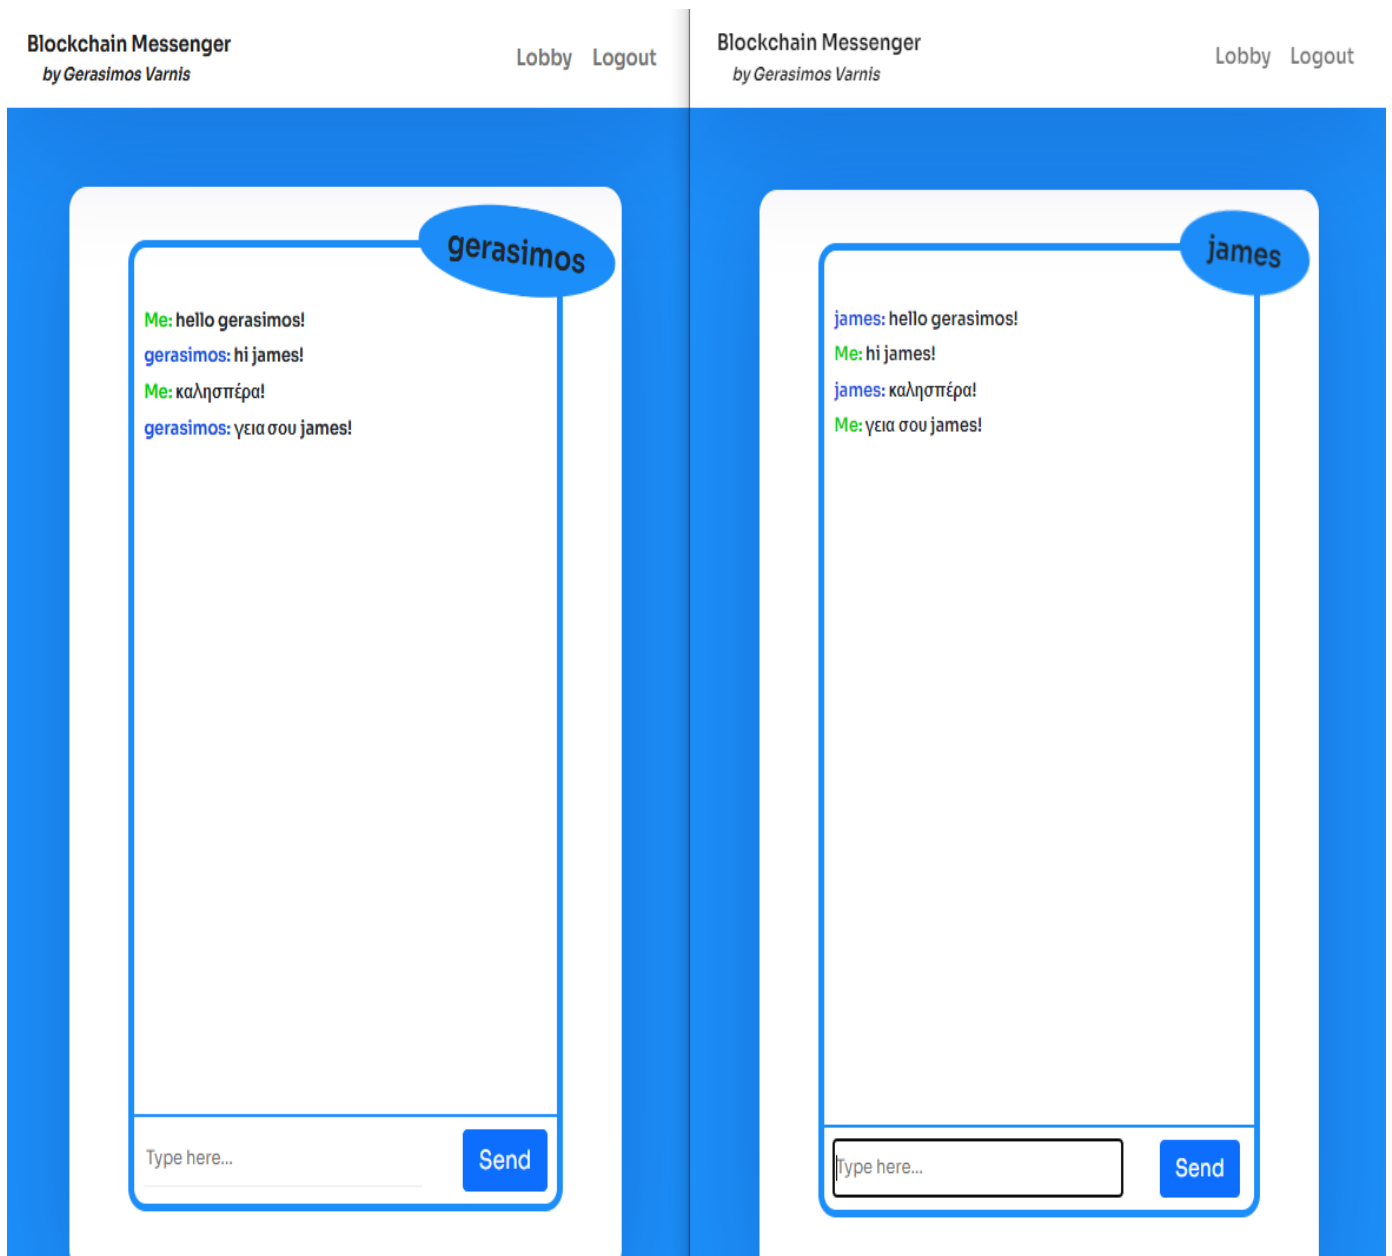 Blockchain Messenger
by Gerasimos Varnis
Lobby Logout
gerasimos
Me: hello gerasimos!
gerasimos: hi james!
Me: καλησπέρα!
gerasimos: γεια σου james!
Type here...
Send
Blockchain Messenger
by Gerasimos Varnis
Lobby Logout
james
james: hello gerasimos!
Me: hi james!
james: καλησπέρα!
Me: γεια σου james!
Type here...
Send